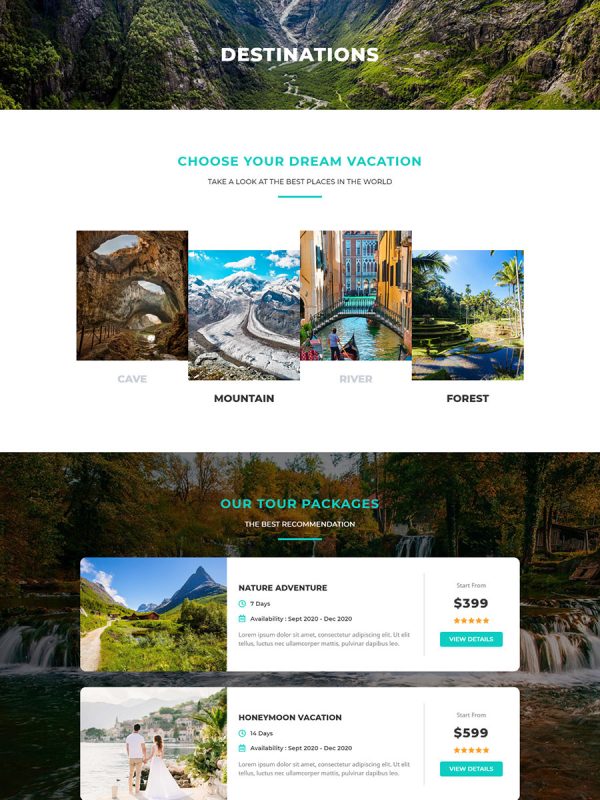 DESTINATIONS
CHOOSE YOUR DREAM VACATION
TAKE A LOOK AT THE BEST PLACES IN THE WORLD
CAVE
MOUNTAIN
RIVER
FOREST
OUR TOUR PACKAGES
THE BEST RECOMMENDATION
NATURE ADVENTURE
7 Days
Availability : Sept 2020 - Dec 2020
Lorem ipsum dolor sit amet, consectetur adipiscing elit. Ut elit
tellus, luctus nec ullamcorper mattis, pulvinar dapibus leo.
Start From
$399
VIEW DETAILS
HONEYMOON VACATION
14 Days
Availability : Sept 2020 - Dec 2020
Lorem ipsum dolor sit amet, consectetur adipiscing elit. Ut elit
tellus, luctus nec ullamcorper mattis, pulvinar dapibus leo.
Start From
$599
VIEW DETAILS